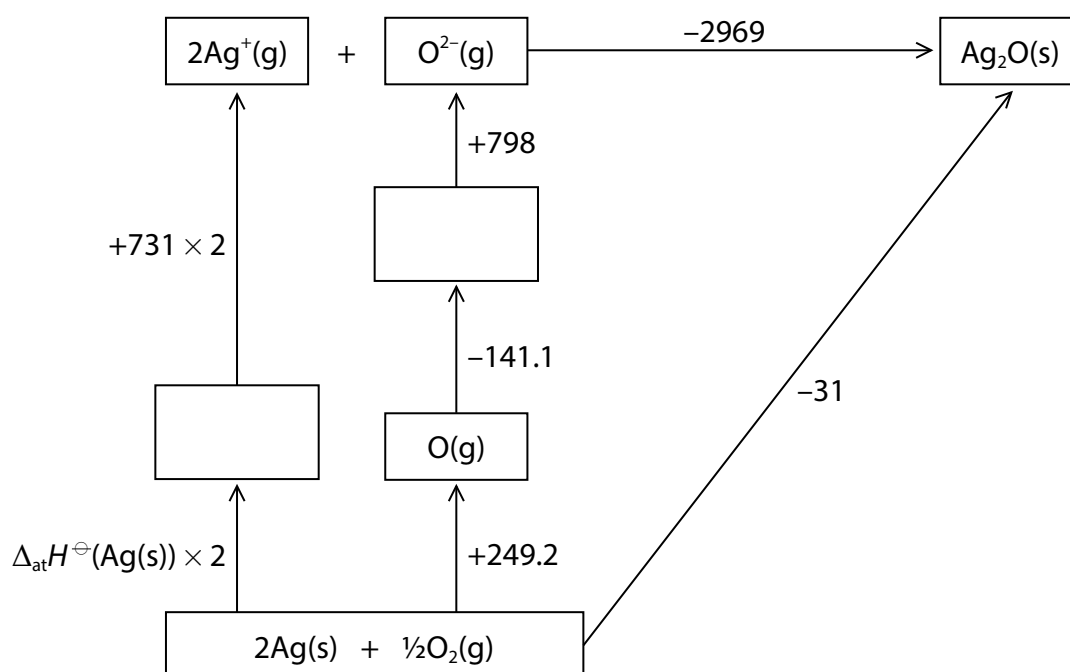 2Ag⁺(g) + O²⁻(g) –2969 Ag₂O(s)
+798
+731 × 2
–141.1
–31
O(g)
ΔₐₜH⦵(Ag(s)) × 2 +249.2
2Ag(s) + ½O₂(g)